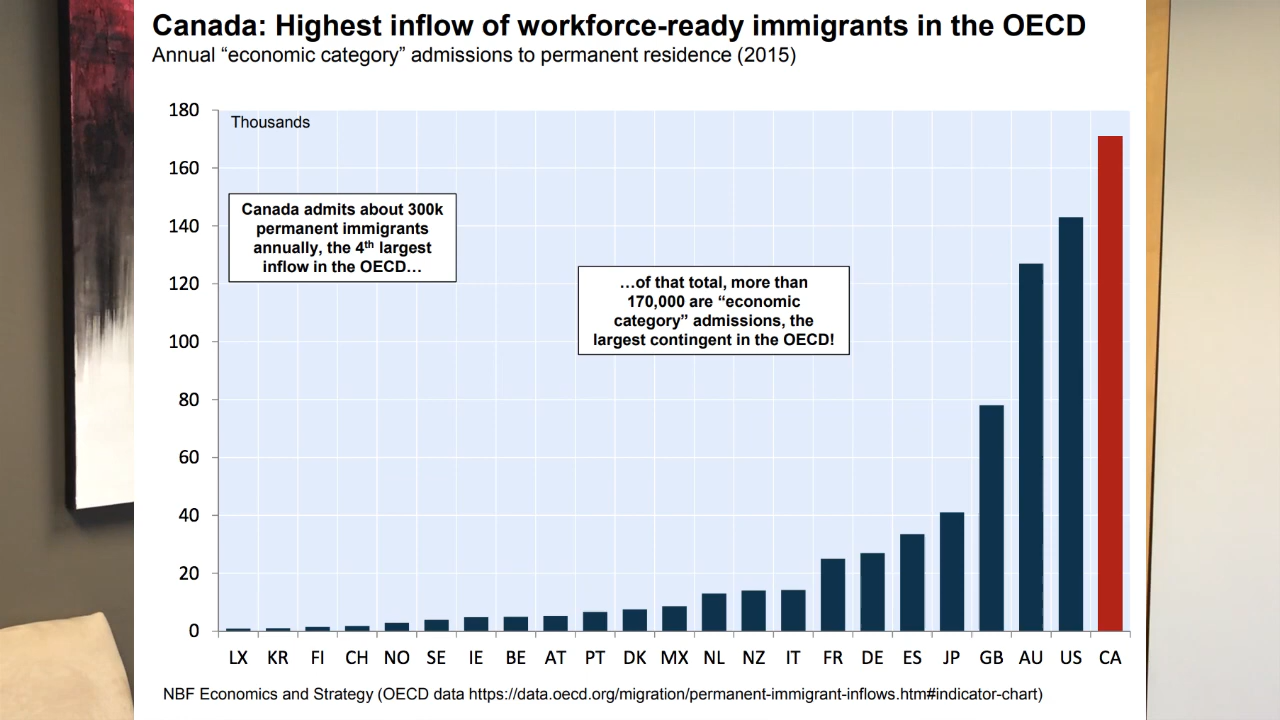 Canada: Highest inflow of workforce-ready immigrants in the OECD
Annual “economic category” admissions to permanent residence (2015)
180
Thousands
160
140
120
100
80
60
40
20
0
Canada admits about 300k
permanent immigrants
annually, the 4th largest
inflow in the OECD…
…of that total, more than
170,000 are “economic
category” admissions, the
largest contingent in the OECD!
LX KR FI CH NO SE IE BE AT PT DK MX NL NZ IT FR DE ES JP GB AU US CA
NBF Economics and Strategy (OECD data https://data.oecd.org/migration/permanent-immigrant-inflows.htm#indicator-chart)